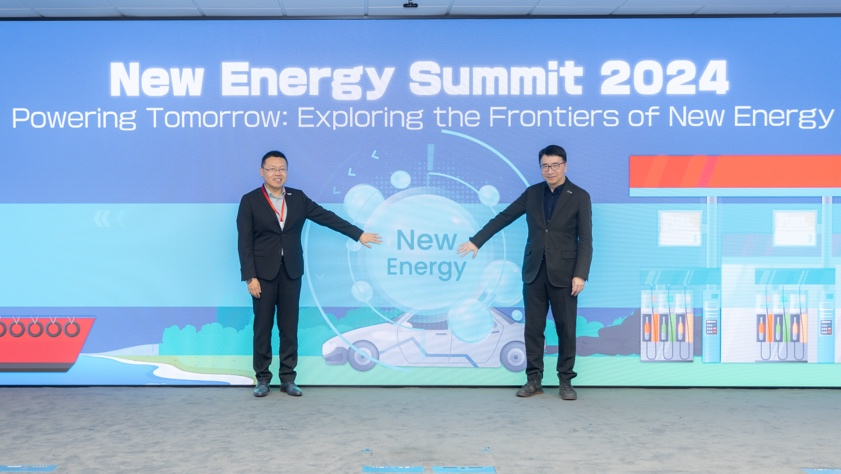 New Energy Summit 2024
Powering Tomorrow: Exploring the Frontiers of New Energy
New
Energy